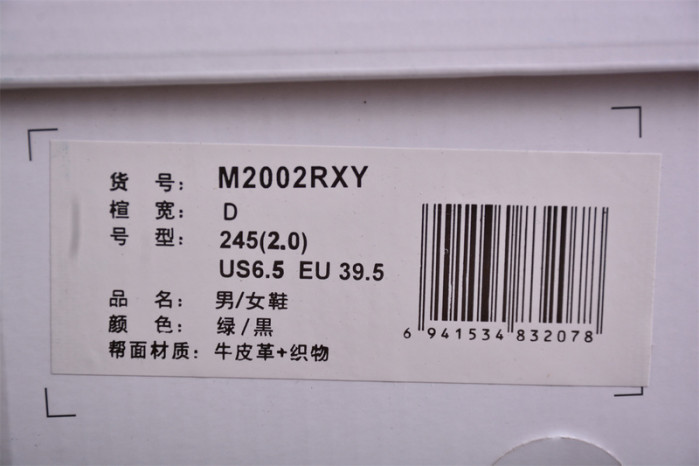 货 号: M2002RXY
楦 宽: D
号 型: 245(2.0)
US6.5 EU 39.5
品 名: 男/女鞋
颜 色: 绿/黑
帮面材质: 牛皮革+织物
6 941534 832078